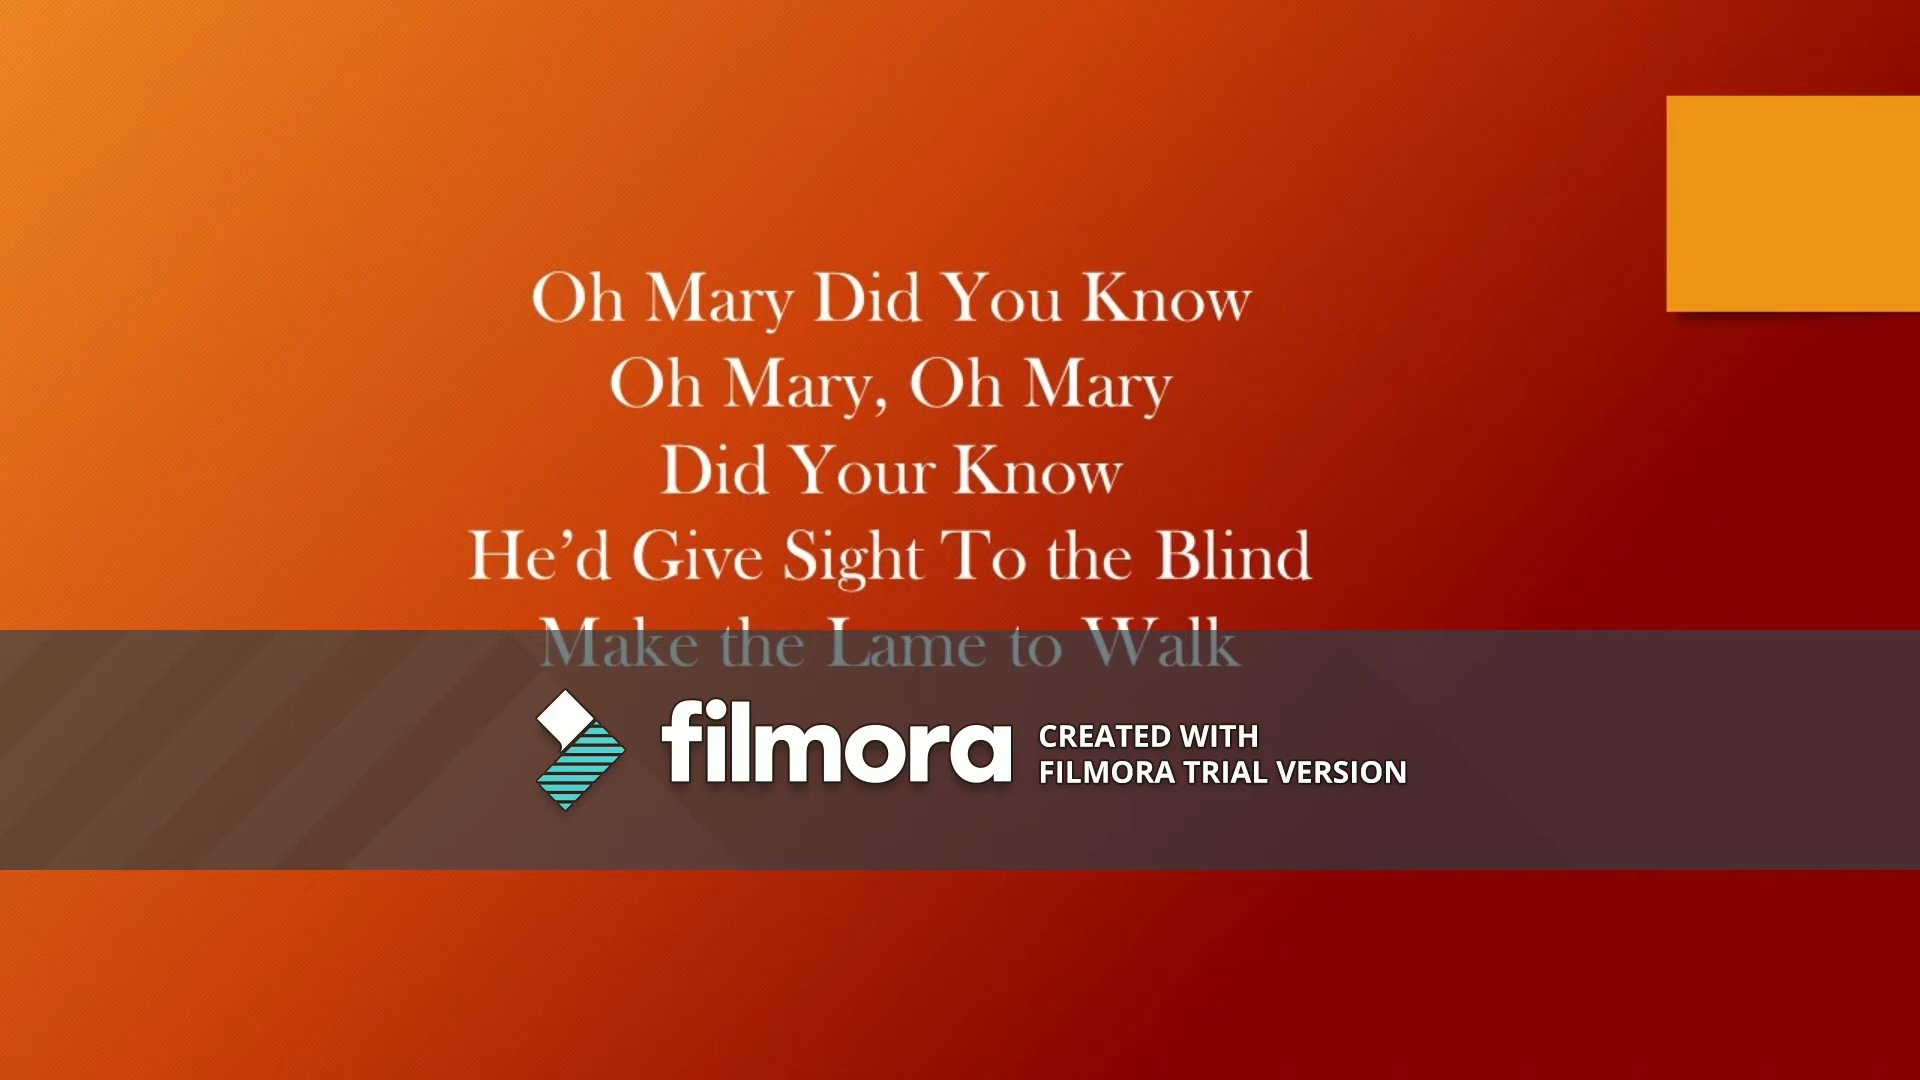 Oh Mary Did You Know
Oh Mary, Oh Mary
Did Your Know
He’d Give Sight To the Blind
Make the Lame to Walk
filmora
CREATED WITH
FILMORA TRIAL VERSION